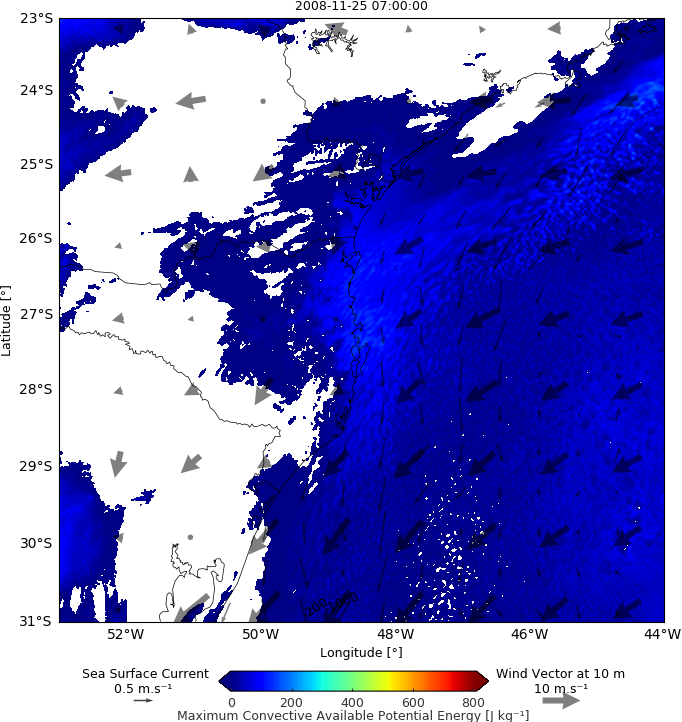 2008-11-25 07:00:00
23°S
24°S
25°S
26°S
27°S
28°S
29°S
30°S
31°S
Latitude [°]
500
1000
52°W 50°W 48°W 46°W 44°W
Longitude [°]
Sea Surface Current
0.5 m.s⁻¹
Wind Vector at 10 m
10 m.s⁻¹
0 200 400 600 800
Maximum Convective Available Potential Energy [J kg⁻¹]